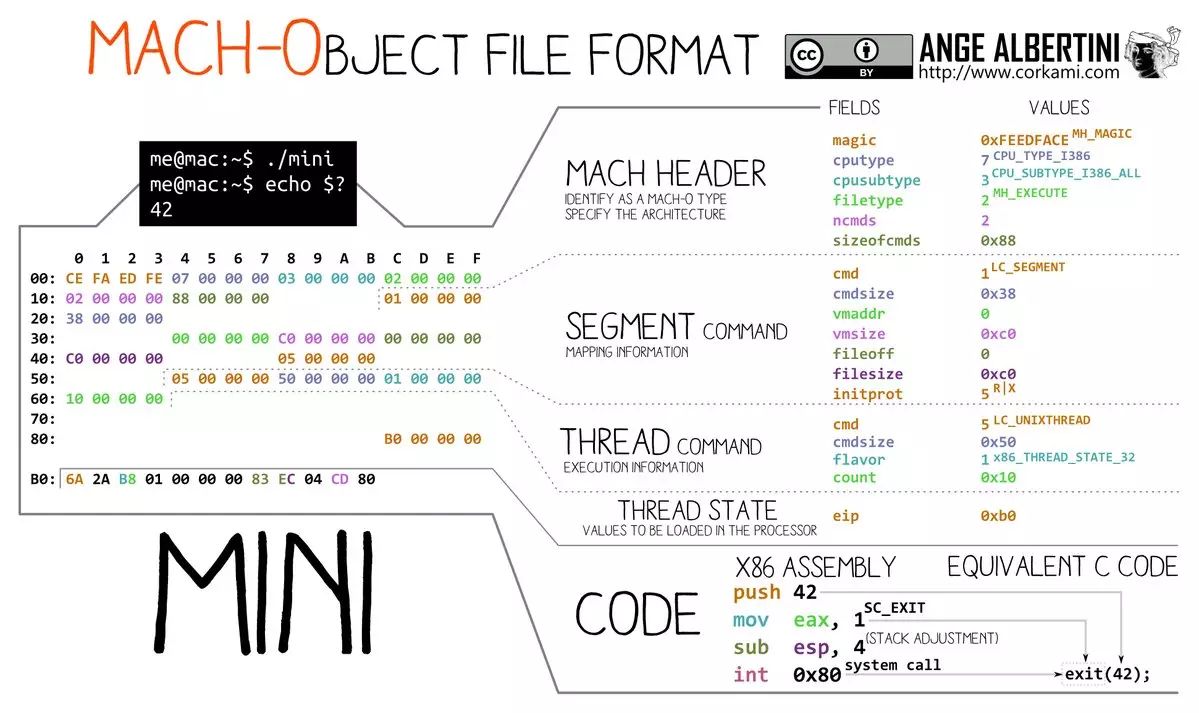 MACH-OBJECT FILE FORMAT
CC BY
ANGE ALBERTINI
http://www.corkami.com
me@mac:~$ ./mini
me@mac:~$ echo $?
42
0 1 2 3 4 5 6 7 8 9 A B C D E F
00: CE FA ED FE 07 00 00 00 03 00 00 00 02 00 00 00
10: 02 00 00 00 88 00 00 00 01 00 00 00
20: 38 00 00 00
30: 00 00 00 00 C0 00 00 00 00 00 00 00
40: C0 00 00 00 05 00 00 00
50: 05 00 00 00 50 00 00 00 01 00 00 00
60: 10 00 00 00
70:
80: B0 00 00 00
B0: 6A 2A B8 01 00 00 00 83 EC 04 CD 80
MINI
FIELDS VALUES
MACH HEADER
IDENTIFY AS A MACH-O TYPE
SPECIFY THE ARCHITECTURE
magic 0xFEEDFACE MH_MAGIC
cputype 7 CPU_TYPE_I386
cpusubtype 3 CPU_SUBTYPE_I386_ALL
filetype 2 MH_EXECUTE
ncmds 2
sizeofcmds 0x88
SEGMENT COMMAND
MAPPING INFORMATION
cmd 1 LC_SEGMENT
cmdsize 0x38
vmaddr 0
vmsize 0xc0
fileoff 0
filesize 0xc0
initprot 5 R|X
THREAD COMMAND
EXECUTION INFORMATION
cmd 5 LC_UNIXTHREAD
cmdsize 0x50
flavor 1 x86_THREAD_STATE_32
count 0x10
THREAD STATE
VALUES TO BE LOADED IN THE PROCESSOR
eip 0xb0
CODE
X86 ASSEMBLY EQUIVALENT C CODE
push 42
mov eax, 1 SC_EXIT
sub esp, 4 (STACK ADJUSTMENT)
int 0x80 system call exit(42);